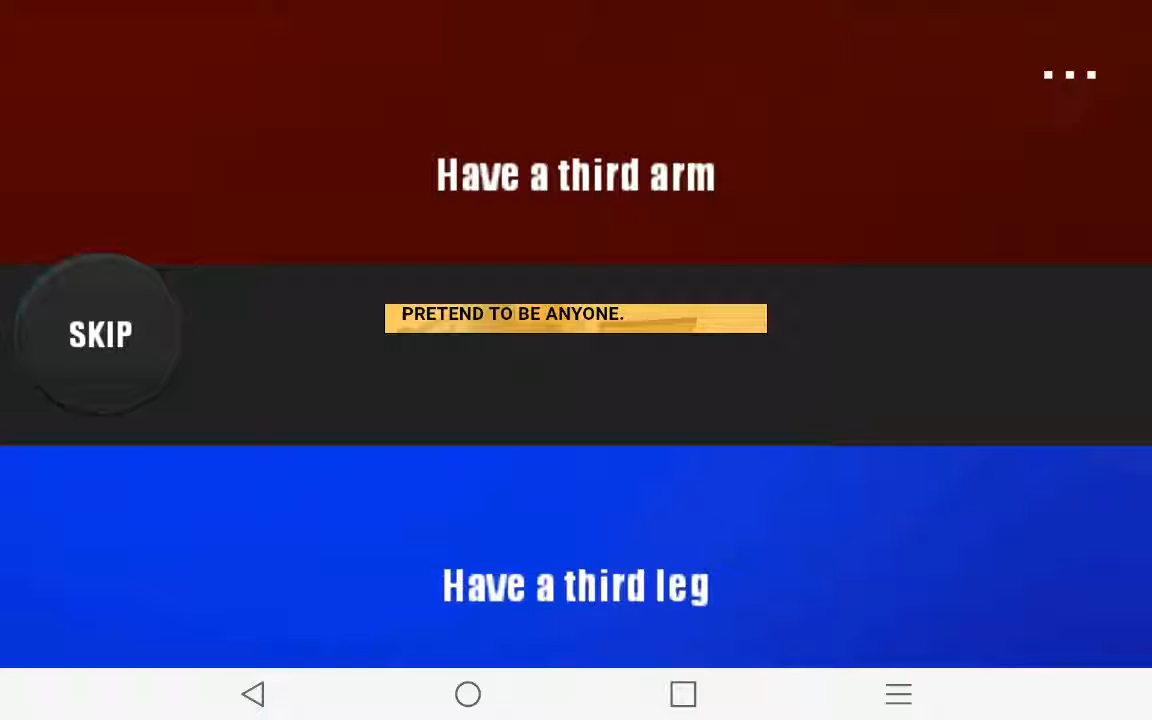 Have a third arm
SKIP
PRETEND TO BE ANYONE.
Have a third leg